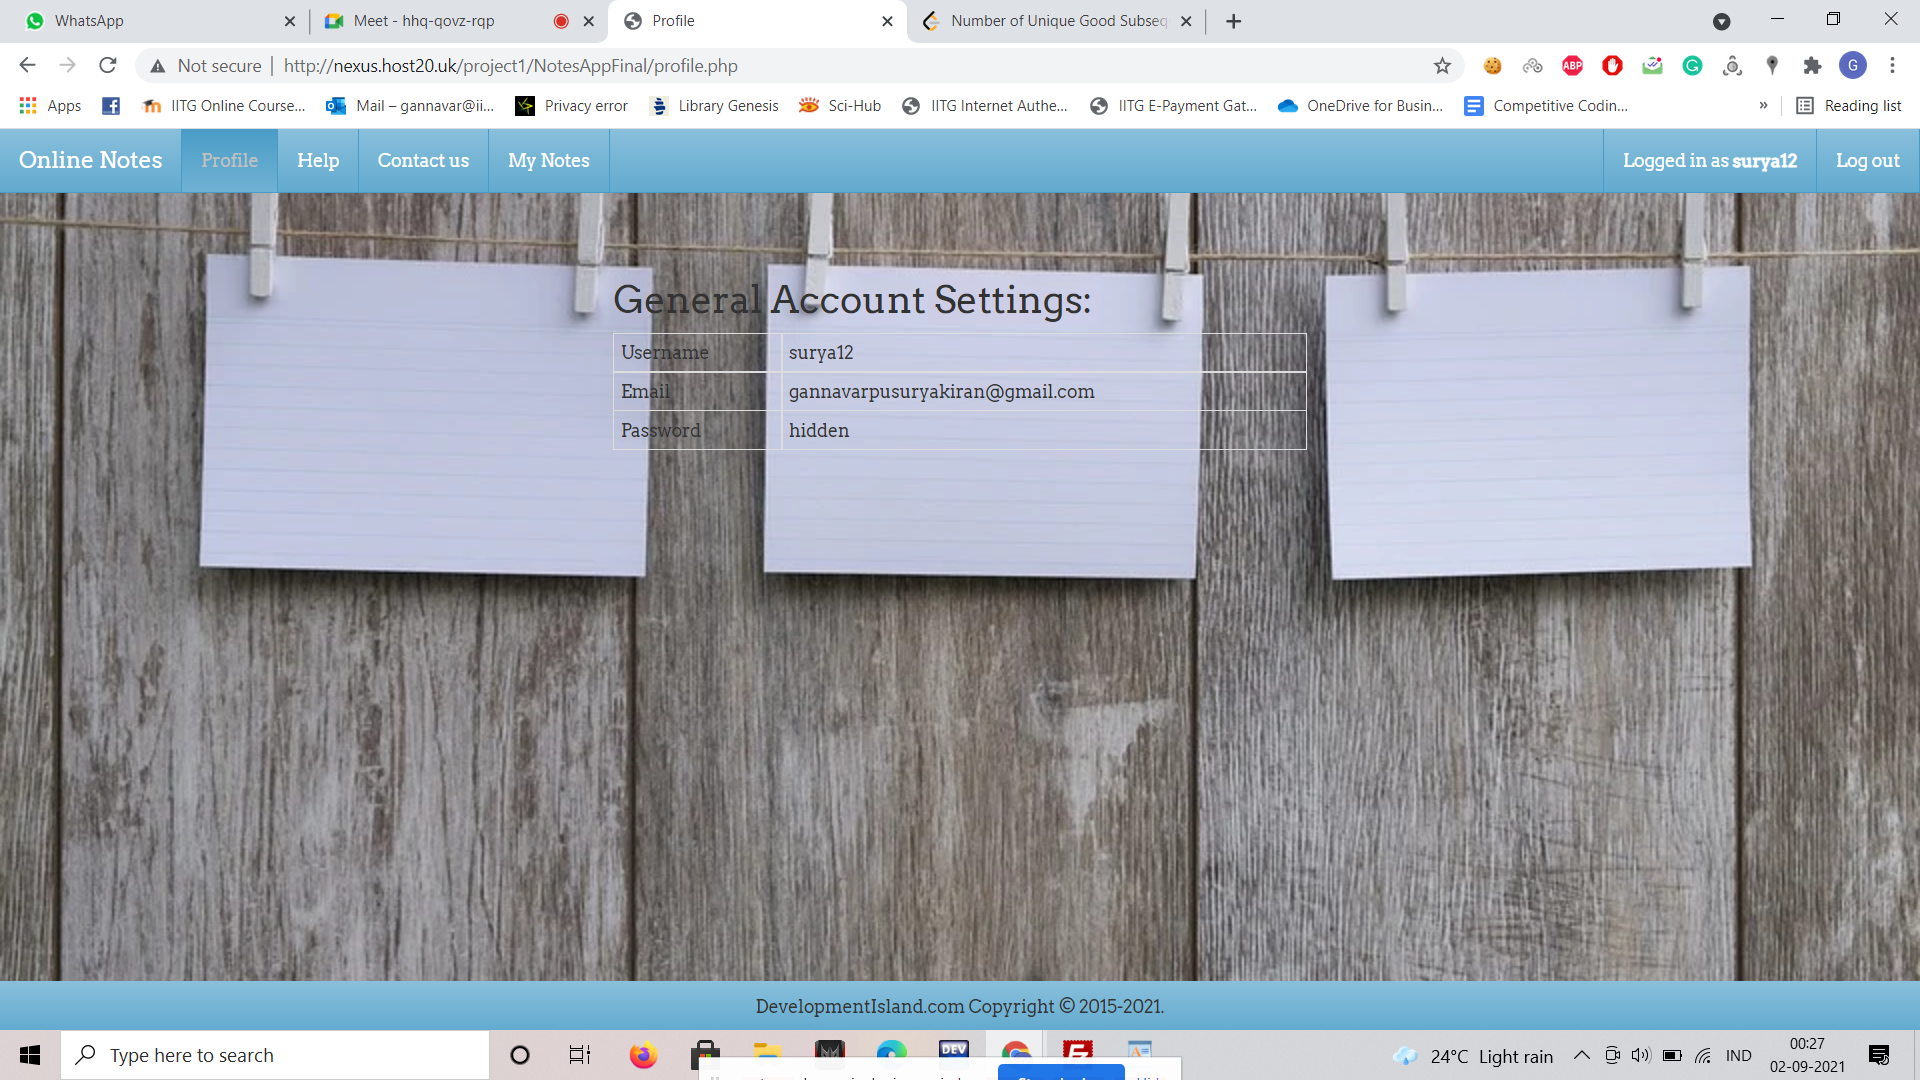 WhatsApp
Meet - hhq-qovz-rqp
Profile
Number of Unique Good Subseq
Not secure | http://nexus.host20.uk/project1/NotesAppFinal/profile.php
ABP
G
Apps
IITG Online Course...
Mail – gannavar@ii...
Privacy error
Library Genesis
Sci-Hub
IITG Internet Authe...
IITG E-Payment Gat...
OneDrive for Busin...
Competitive Codin...
»
Reading list
Online Notes
Profile
Help
Contact us
My Notes
Logged in as surya12
Log out
General Account Settings:
Username surya12
Email gannavarpusuryakiran@gmail.com
Password hidden
DevelopmentIsland.com Copyright © 2015-2021.
Type here to search
DEV
24°C Light rain
IND
00:27
02-09-2021